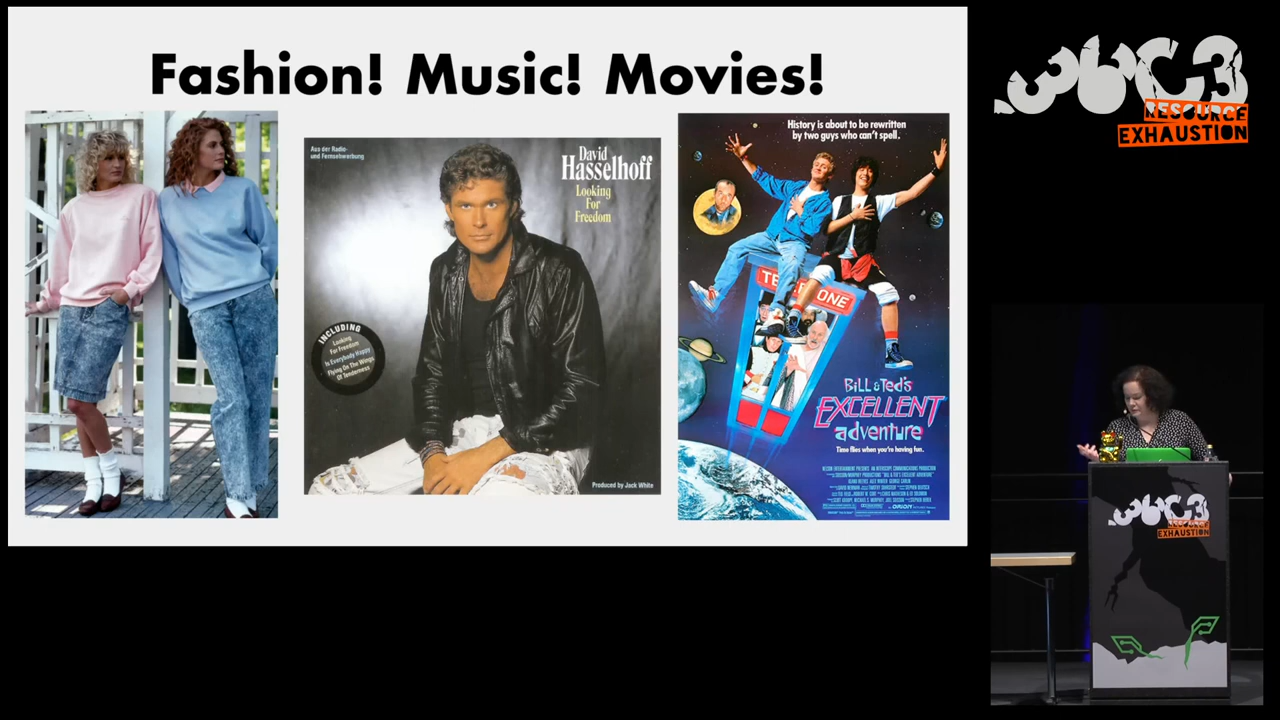 Fashion! Music! Movies!
Aus der Radio-
und Fernsehwerbung
David
Hasselhoff
Looking
For
Freedom
INCLUDING
Looking
For Freedom
Is Everybody Happy
Flying On The Wings
Of Tenderness
Produced by Jack White
History is about to be rewritten
by two guys who can't spell.
BILL & TED'S
EXCELLENT
adventure
Time flies when you're having fun.
ORION
36C3
RESOURCE
EXHAUSTION
36C3
RESOURCE
EXHAUSTION